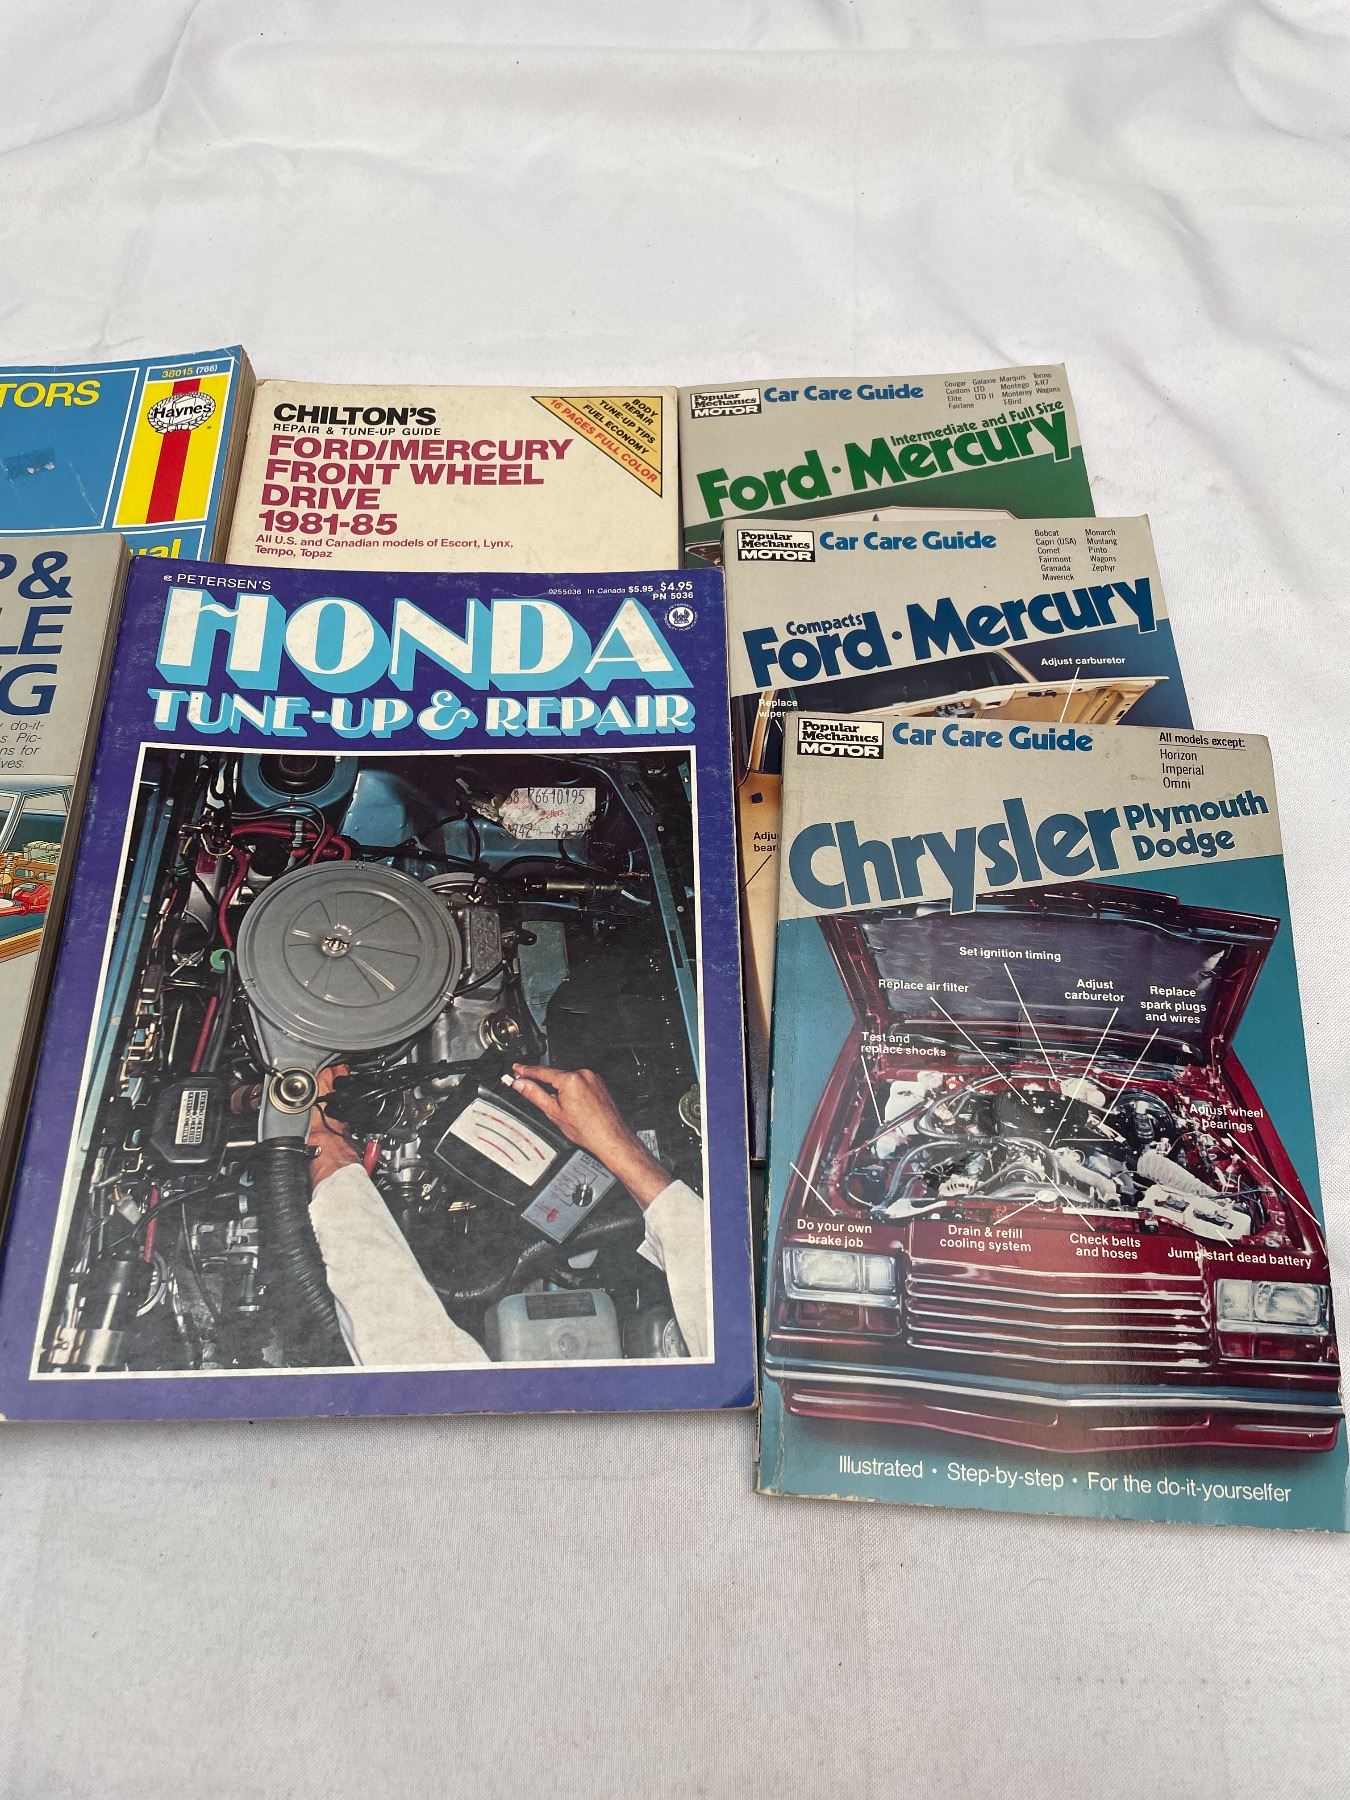 TORS
38015 (766)
Haynes
P &
LE
G
do-it-
s. Pic-
ns for
ves.
CHILTON'S
REPAIR & TUNE-UP GUIDE
FORD/MERCURY
FRONT WHEEL
DRIVE
1981-85
All U.S. and Canadian models of Escort, Lynx,
Tempo, Topaz
BODY
REPAIR
TUNE-UP TIPS
FUEL ECONOMY
16 PAGES FULL COLOR
Popular
Mechanics
MOTOR
Car Care Guide
Cougar Galaxie Marquis Torino
Custom LTD Montego X-R7
Elite LTD II Monterey Wagons
Fairlane T-Bird
Intermediate and Full Size
Ford·Mercury
Popular
Mechanics
MOTOR
Car Care Guide
Bobcat Monarch
Capri (USA) Mustang
Comet Pinto
Fairmont Wagons
Granada Zephyr
Maverick
Compacts
Ford·Mercury
Adjust carburetor
Replace
Adju
bear
PETERSEN'S
0255036 In Canada $5.95 $4.95
PN 5036
HONDA
TUNE-UP & REPAIR
Popular
Mechanics
MOTOR
Car Care Guide
All models except:
Horizon
Imperial
Omni
Chrysler
Plymouth
Dodge
Set ignition timing
Replace air filter
Adjust
carburetor
Replace
spark plugs
and wires
Test and
replace shocks
Adjust wheel
bearings
Do your own
brake job
Drain & refill
cooling system
Check belts
and hoses
Jump-start dead battery
Illustrated · Step-by-step · For the do-it-yourselfer